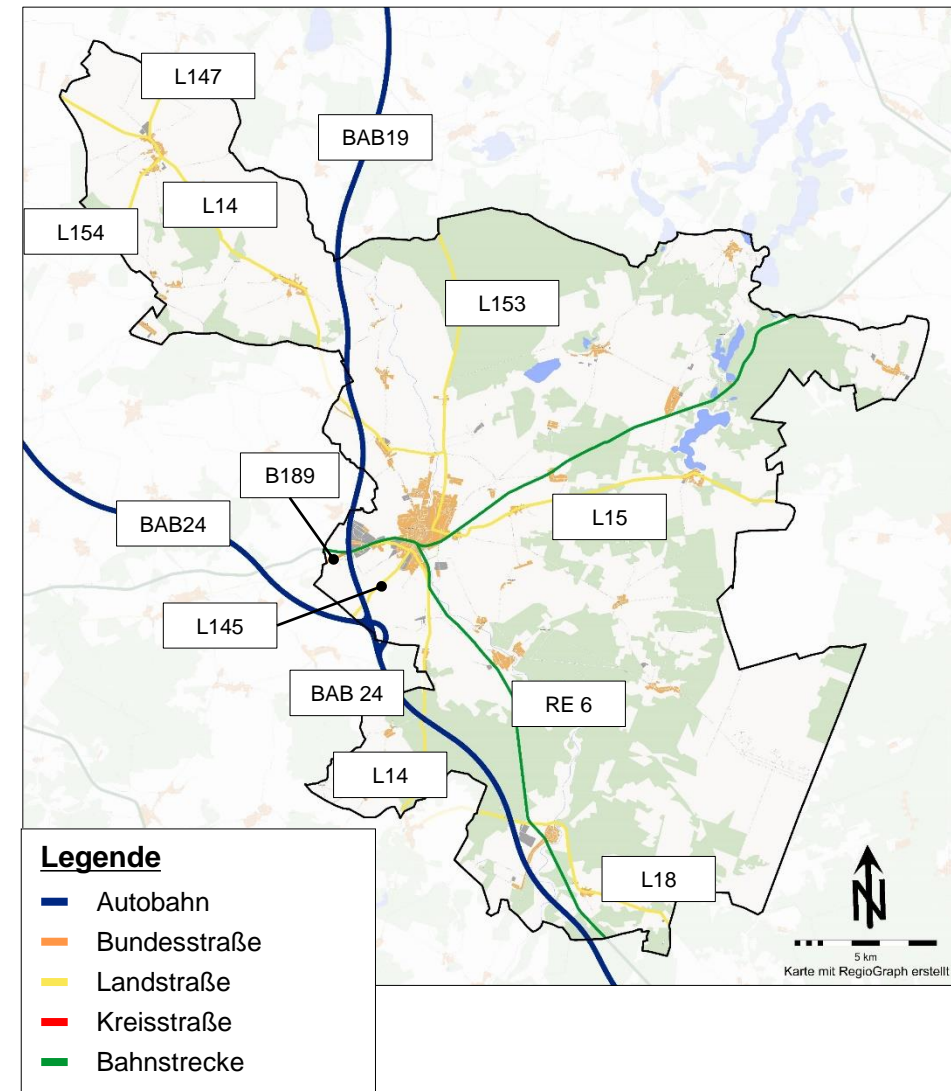 L147
BAB19
L14
L154
L153
B189
BAB24
L15
L145
BAB 24
RE 6
L14
L18
Legende
Autobahn
Bundesstraße
Landstraße
Kreisstraße
Bahnstrecke
N
5 km
Karte mit RegioGraph erstellt